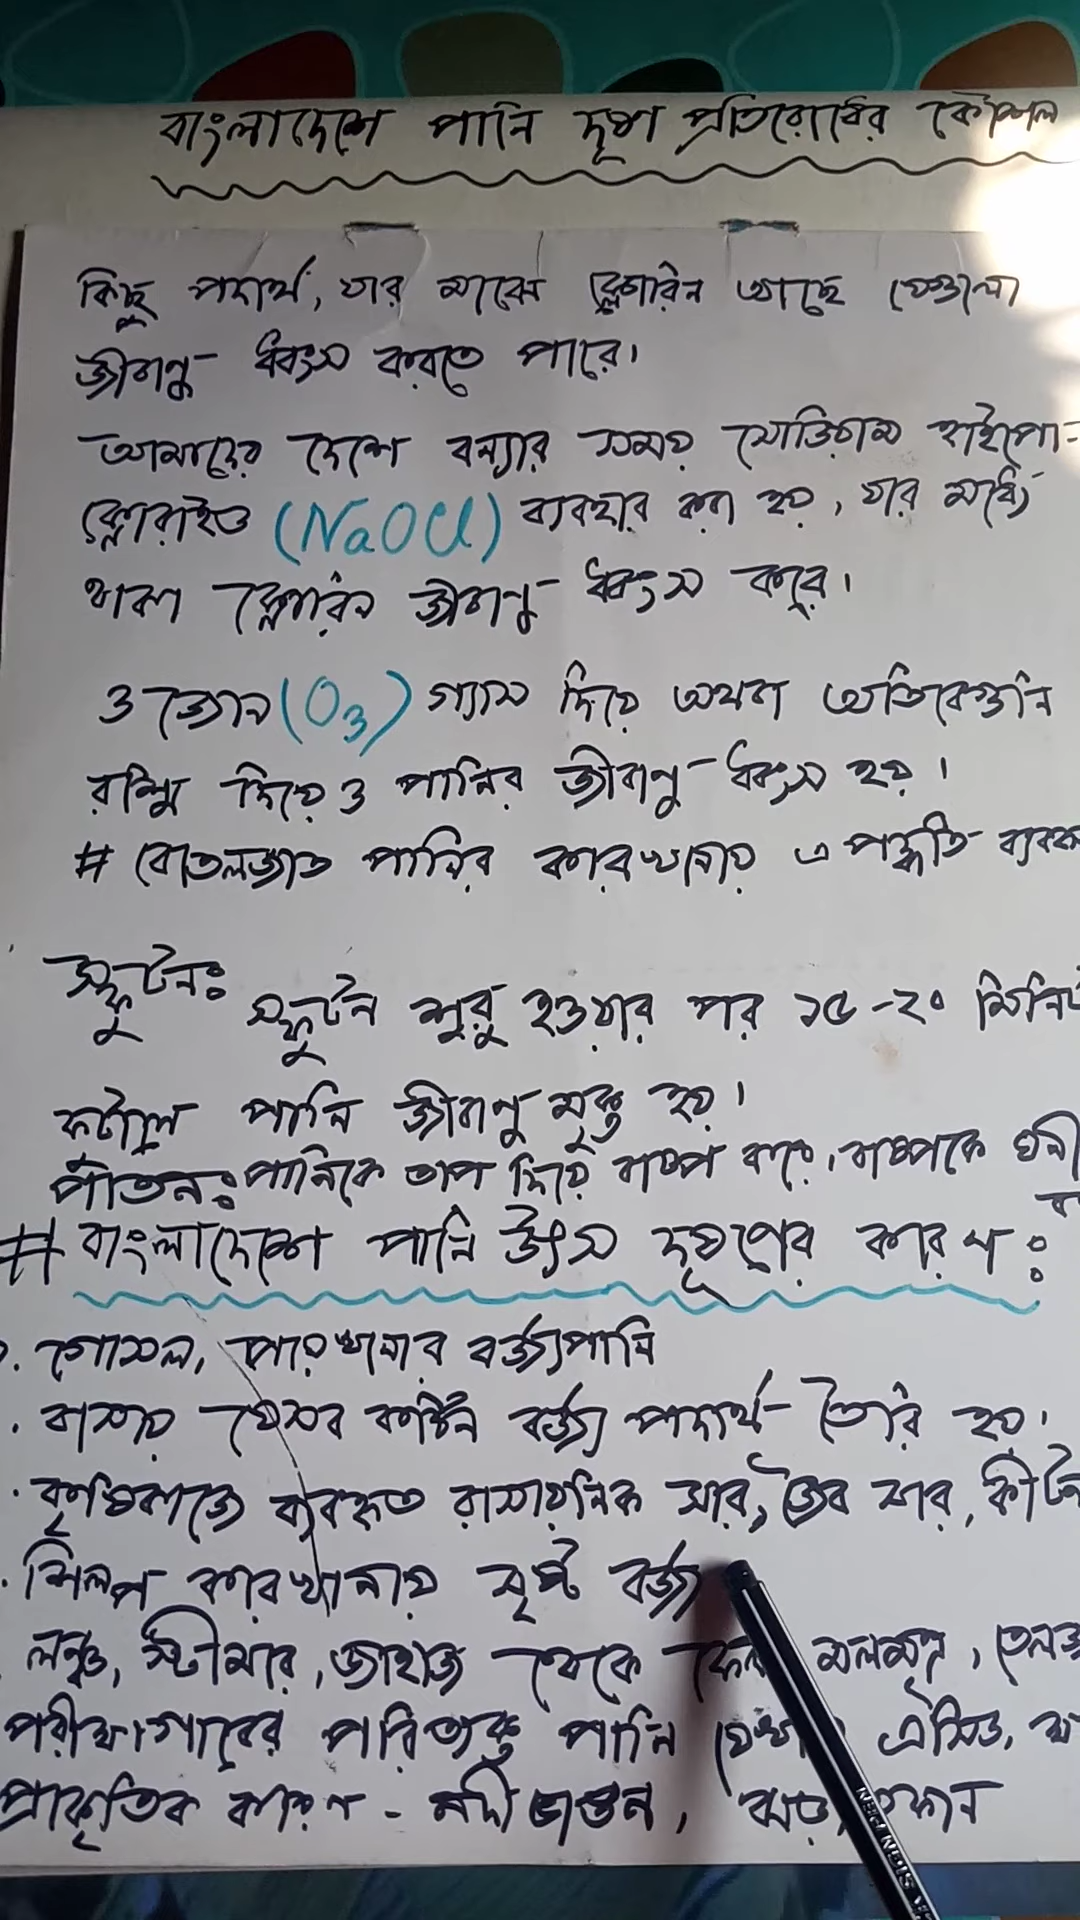 বাংলাদেশে পানি দূষণ প্রতিরোধের কৌশল
কিছু পদার্থ, যার মাঝে ক্লোরিন আছে যেগুলো
জীবাণু ধ্বংস করতে পারে।
আমাদের দেশে বন্যার সময় সোডিয়াম হাইপো-
ক্লোরাইড (NaOCl) ব্যবহার করা হয়, যার মধ্যে
থাকা ক্লোরিন জীবাণু ধ্বংস করে।
ওজোন (O3) গ্যাস দিয়ে অথবা অতিবেগুনি
রশ্মি দিয়েও পানির জীবাণু ধ্বংস হয়।
# বোতলজাত পানির কারখানায় এ পদ্ধতি
স্ফুটনঃ
স্ফুটন শুরু হওয়ার পর ১৫-২০ মিনিট
ফুটালে পানি জীবাণু মুক্ত হয়।
পাতনঃ পানিকে তাপ দিয়ে বাষ্প করে, বাষ্পকে
# বাংলাদেশে পানি উৎস দূষণের কারণ:
গোসল, পায়খানার বর্জ্যপানি
বাসায় যেসব কঠিন বর্জ্য পদার্থ তৈরি হয়।
কৃষিকাজে ব্যবহৃত রাসায়নিক সার, জৈব সার,
শিল্প কারখানায় সৃষ্ট বর্জ্য
লঞ্চ, স্টীমার, জাহাজ থেকে মলমূত্র,
পরীক্ষাগারের পরিত্যক্ত পানি এসিড,
প্রাকৃতিক কারণ - নদী ভাঙন,
SIGN PEN